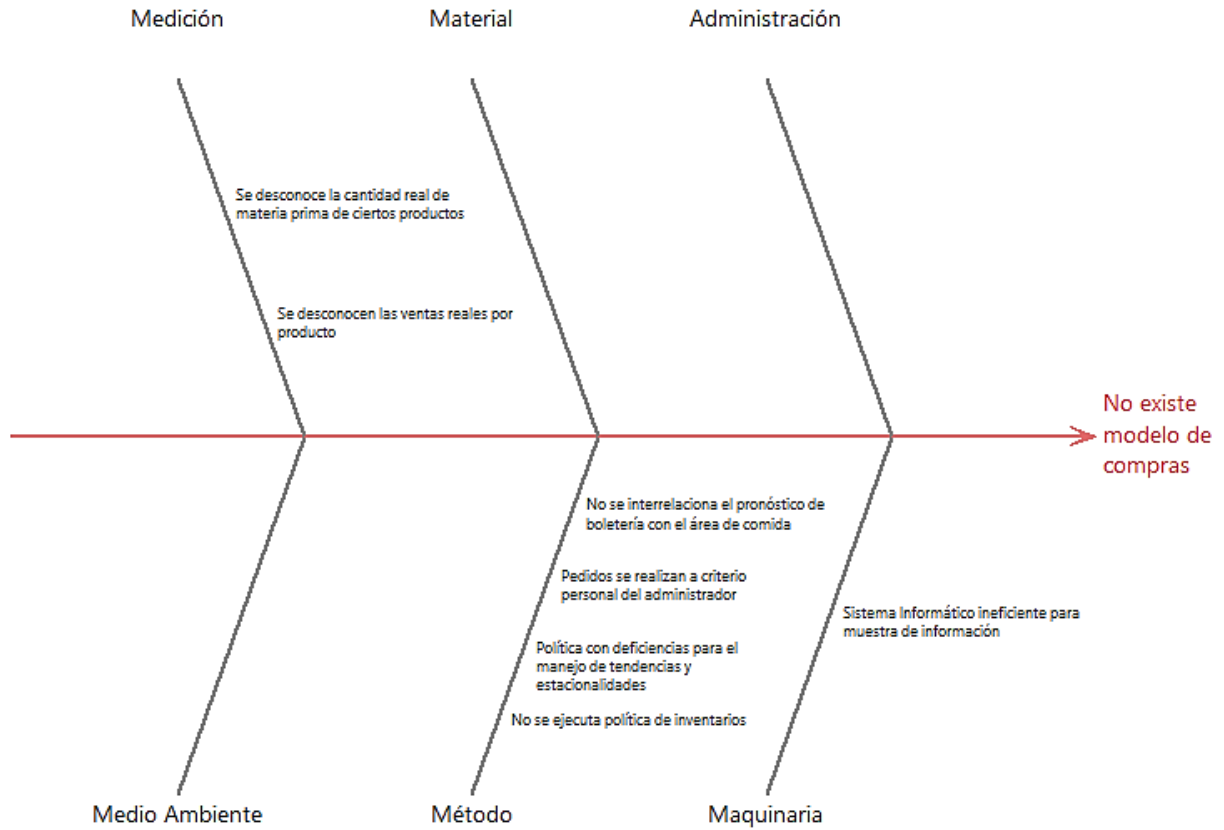 Medición
Material
Administración
Se desconoce la cantidad real de
materia prima de ciertos productos
Se desconocen las ventas reales por
producto
No existe
modelo de
compras
No se interrelaciona el pronóstico de
boletería con el área de comida
Pedidos se realizan a criterio
personal del administrador
Sistema Informático ineficiente para
muestra de información
Política con deficiencias para el
manejo de tendencias y
estacionalidades
No se ejecuta política de inventarios
Medio Ambiente
Método
Maquinaria